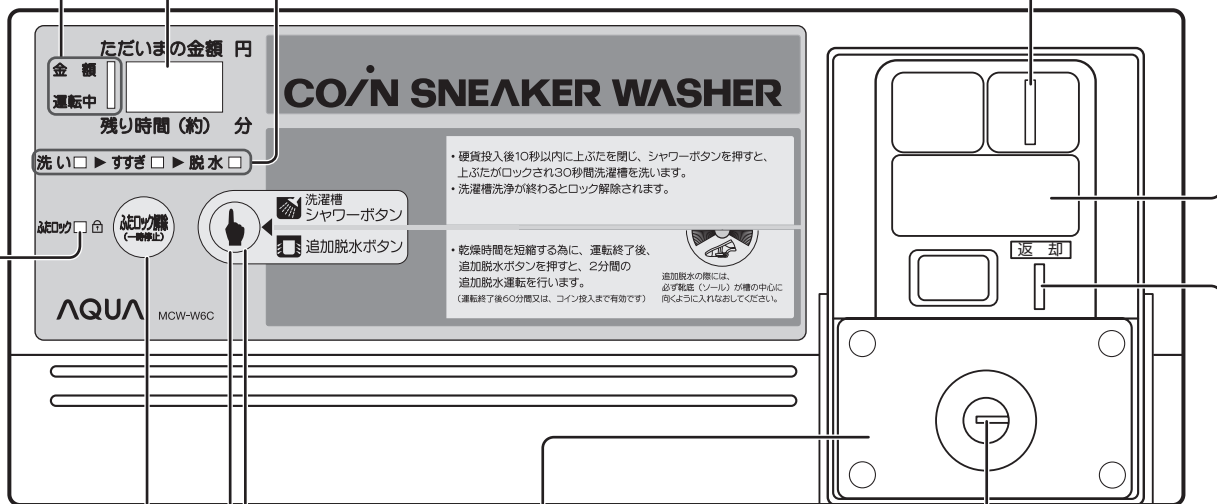 ただいまの金額 円
金 額
運転中
残り時間（約） 分
洗い□ ▶ すすぎ□ ▶ 脱水□
ふたロック□
ふたロック解除
（一時停止）
洗濯槽
シャワーボタン
追加脱水ボタン
AQUA MCW-W6C
COIN SNEAKER WASHER
・硬貨投入後10秒以内に上ぶたを閉じ、シャワーボタンを押すと、
上ぶたがロックされ30秒間洗濯槽を洗います。
・洗濯槽洗浄が終わるとロック解除されます。
・乾燥時間を短縮する為に、運転終了後、
追加脱水ボタンを押すと、2分間の
追加脱水運転を行います。
（運転終了後60分間又は、コイン投入まで有効です）
追加脱水の際には、
必ず靴底（ソール）が槽の中心に
向くように入れなおしてください。
返 却